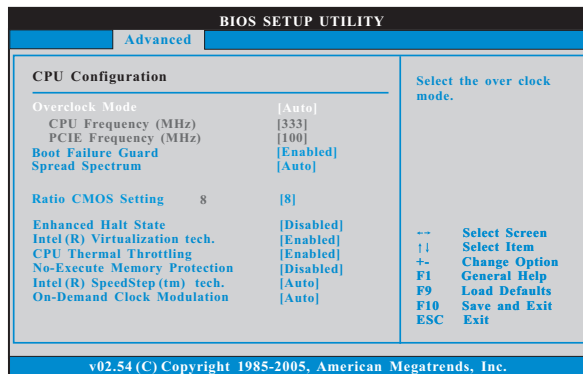 BIOS SETUP UTILITY
Advanced
CPU Configuration
Overclock Mode [Auto]
CPU Frequency (MHz) [333]
PCIE Frequency (MHz) [100]
Boot Failure Guard [Enabled]
Spread Spectrum [Auto]
Ratio CMOS Setting 8 [8]
Enhanced Halt State [Disabled]
Intel (R) Virtualization tech. [Enabled]
CPU Thermal Throttling [Enabled]
No-Execute Memory Protection [Disabled]
Intel (R) SpeedStep (tm) tech. [Auto]
On-Demand Clock Modulation [Auto]
Select the over clock
mode.
←→ Select Screen
↑↓ Select Item
+- Change Option
F1 General Help
F9 Load Defaults
F10 Save and Exit
ESC Exit
v02.54 (C) Copyright 1985-2005, American Megatrends, Inc.